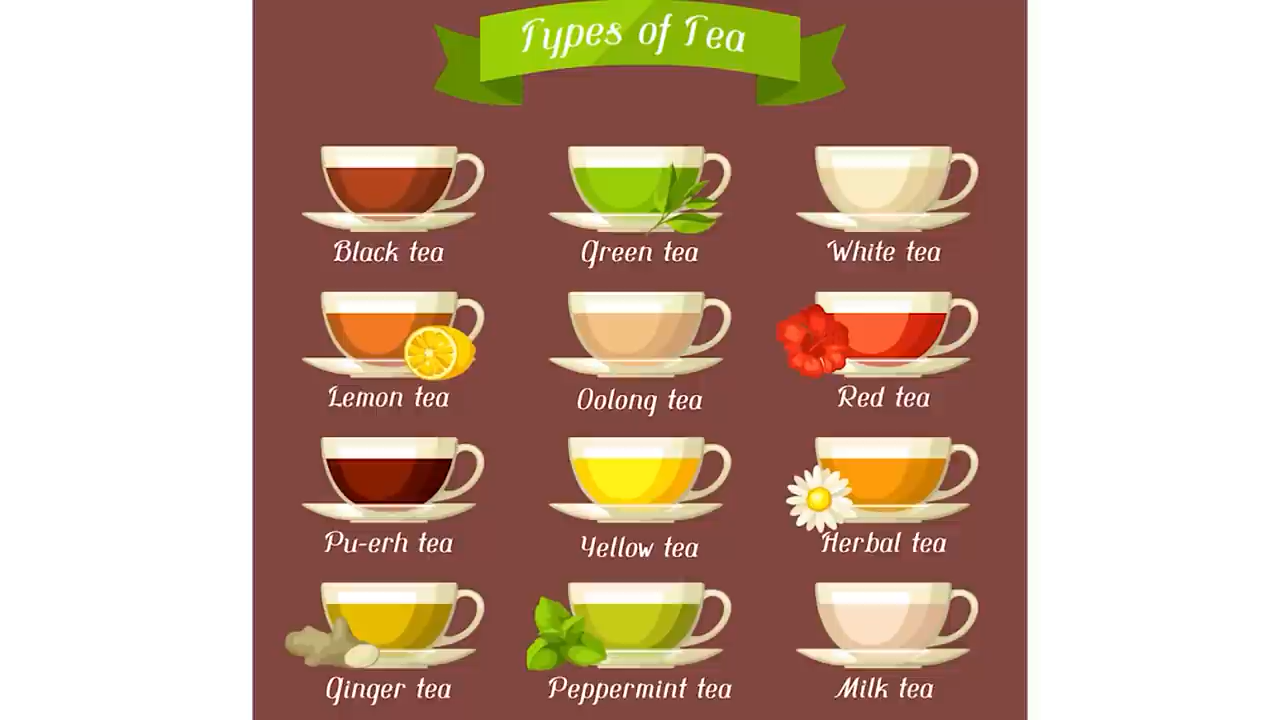 Types of Tea
Black tea
Green tea
White tea
Lemon tea
Oolong tea
Red tea
Pu-erh tea
Yellow tea
Herbal tea
Ginger tea
Peppermint tea
Milk tea